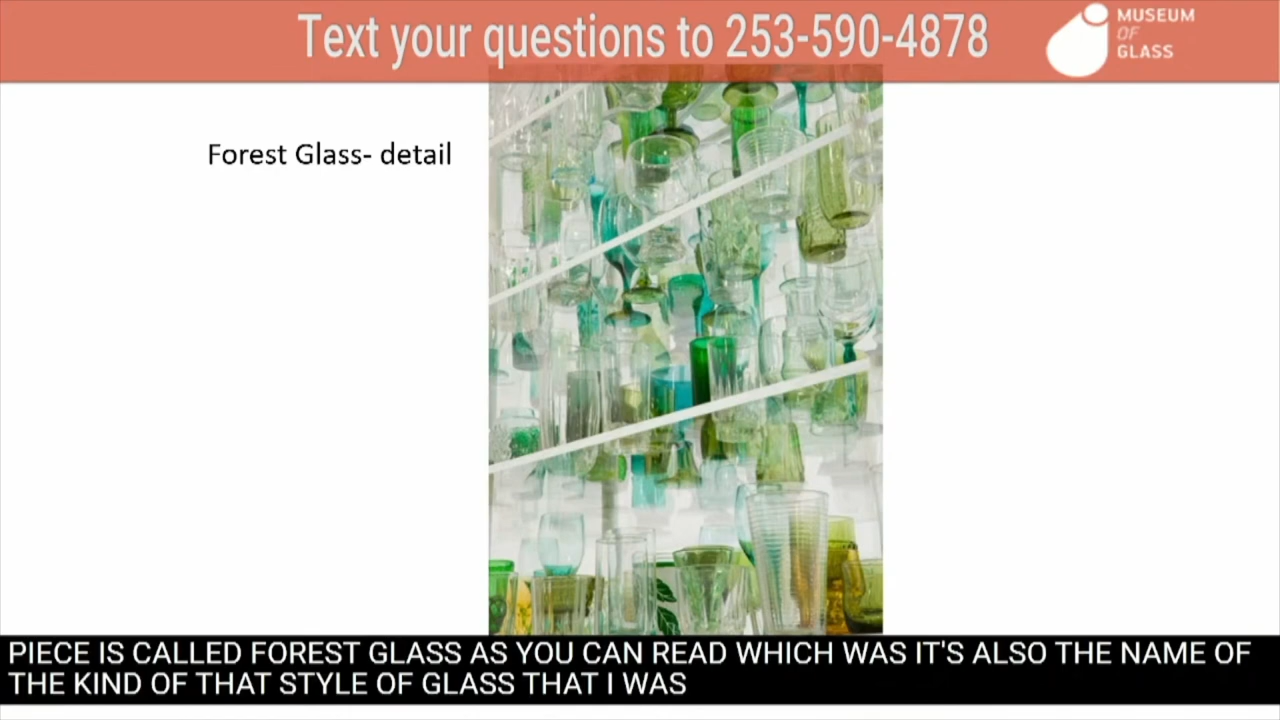 Text your questions to 253-590-4878
MUSEUM
OF
GLASS
Forest Glass- detail
PIECE IS CALLED FOREST GLASS AS YOU CAN READ WHICH WAS IT'S ALSO THE NAME OF
THE KIND OF THAT STYLE OF GLASS THAT I WAS